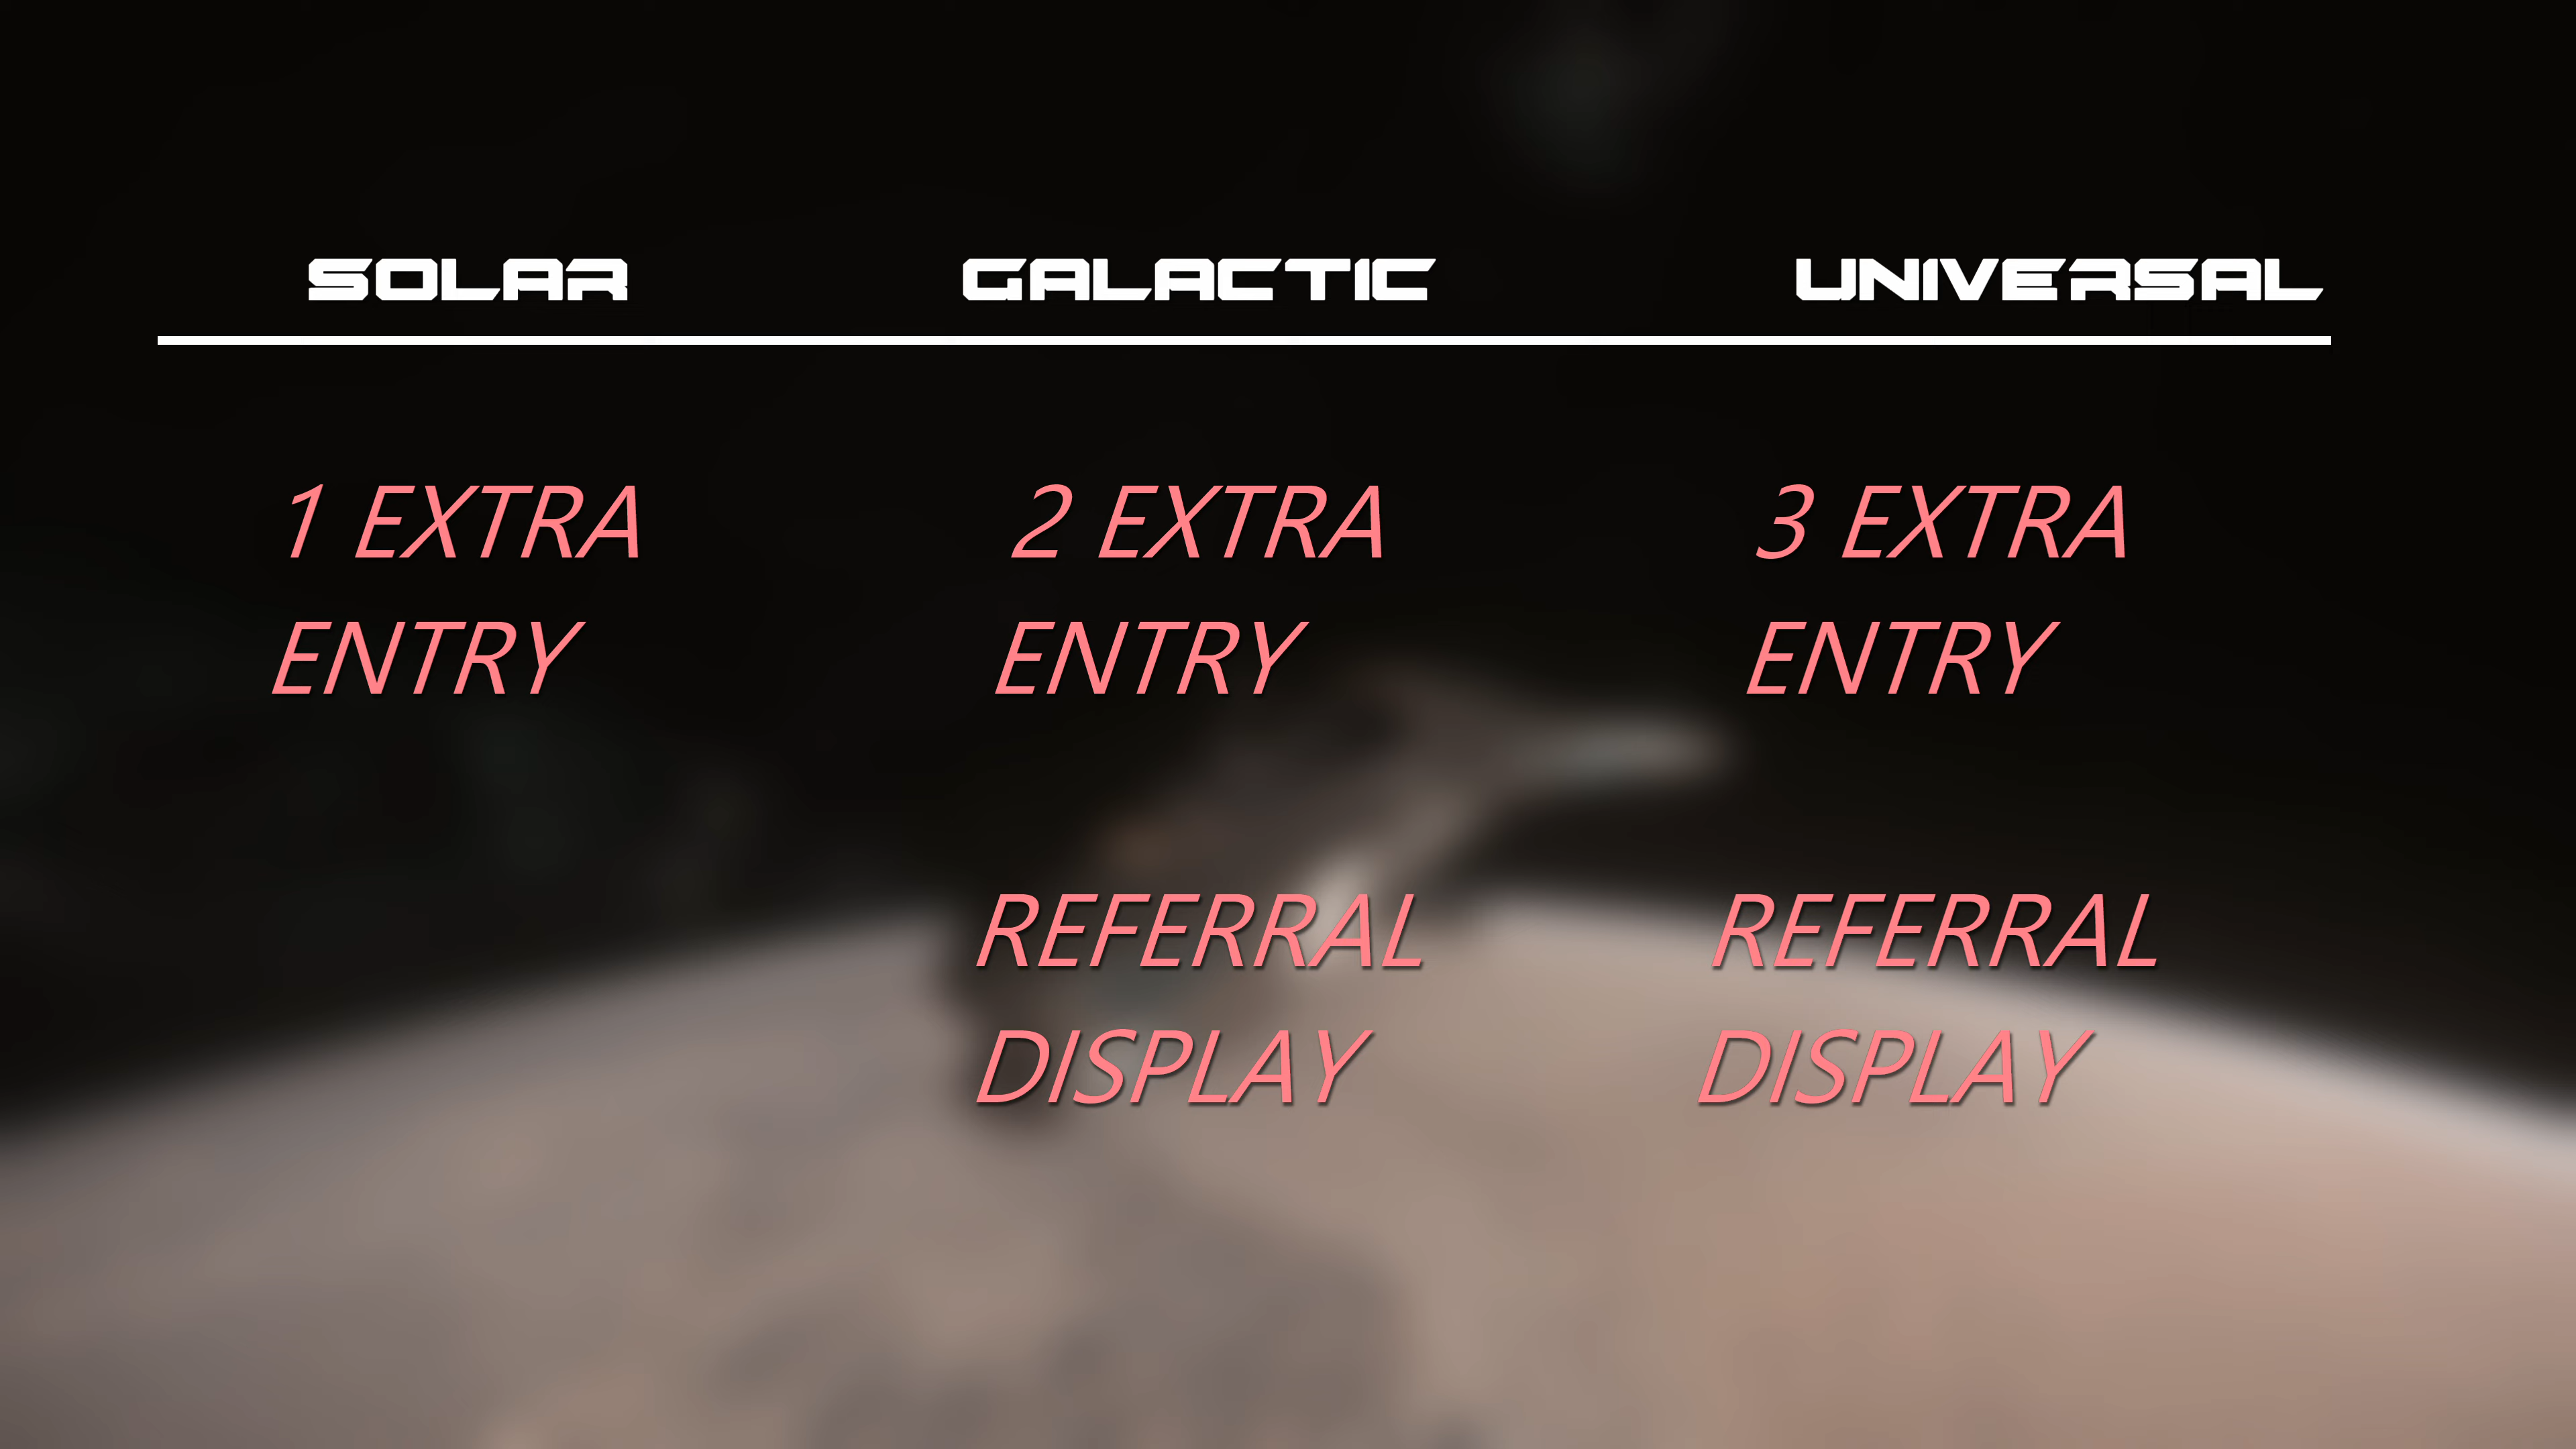 SOLAR GALACTIC UNIVERSAL
1 EXTRA 2 EXTRA 3 EXTRA
ENTRY ENTRY ENTRY
REFERRAL REFERRAL
DISPLAY DISPLAY